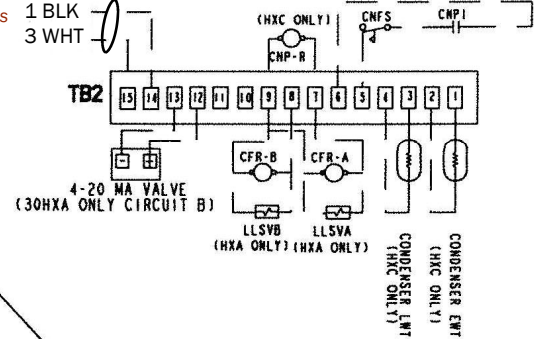 s 1 BLK
3 WHT
(HXC ONLY)
CNP-R
CNFS
CNP1
TB2
15 14 13 12 11 10 9 8 7 6 5 4 3 2 1
- +
4-20 MA VALVE
(30HXA ONLY CIRCUIT B)
CFR-B
CFR-A
LLSVB
(HXA ONLY)
LLSVA
(HXA ONLY)
CONDENSER LWT
(HXC ONLY)
CONDENSER EWT
(HXC ONLY)